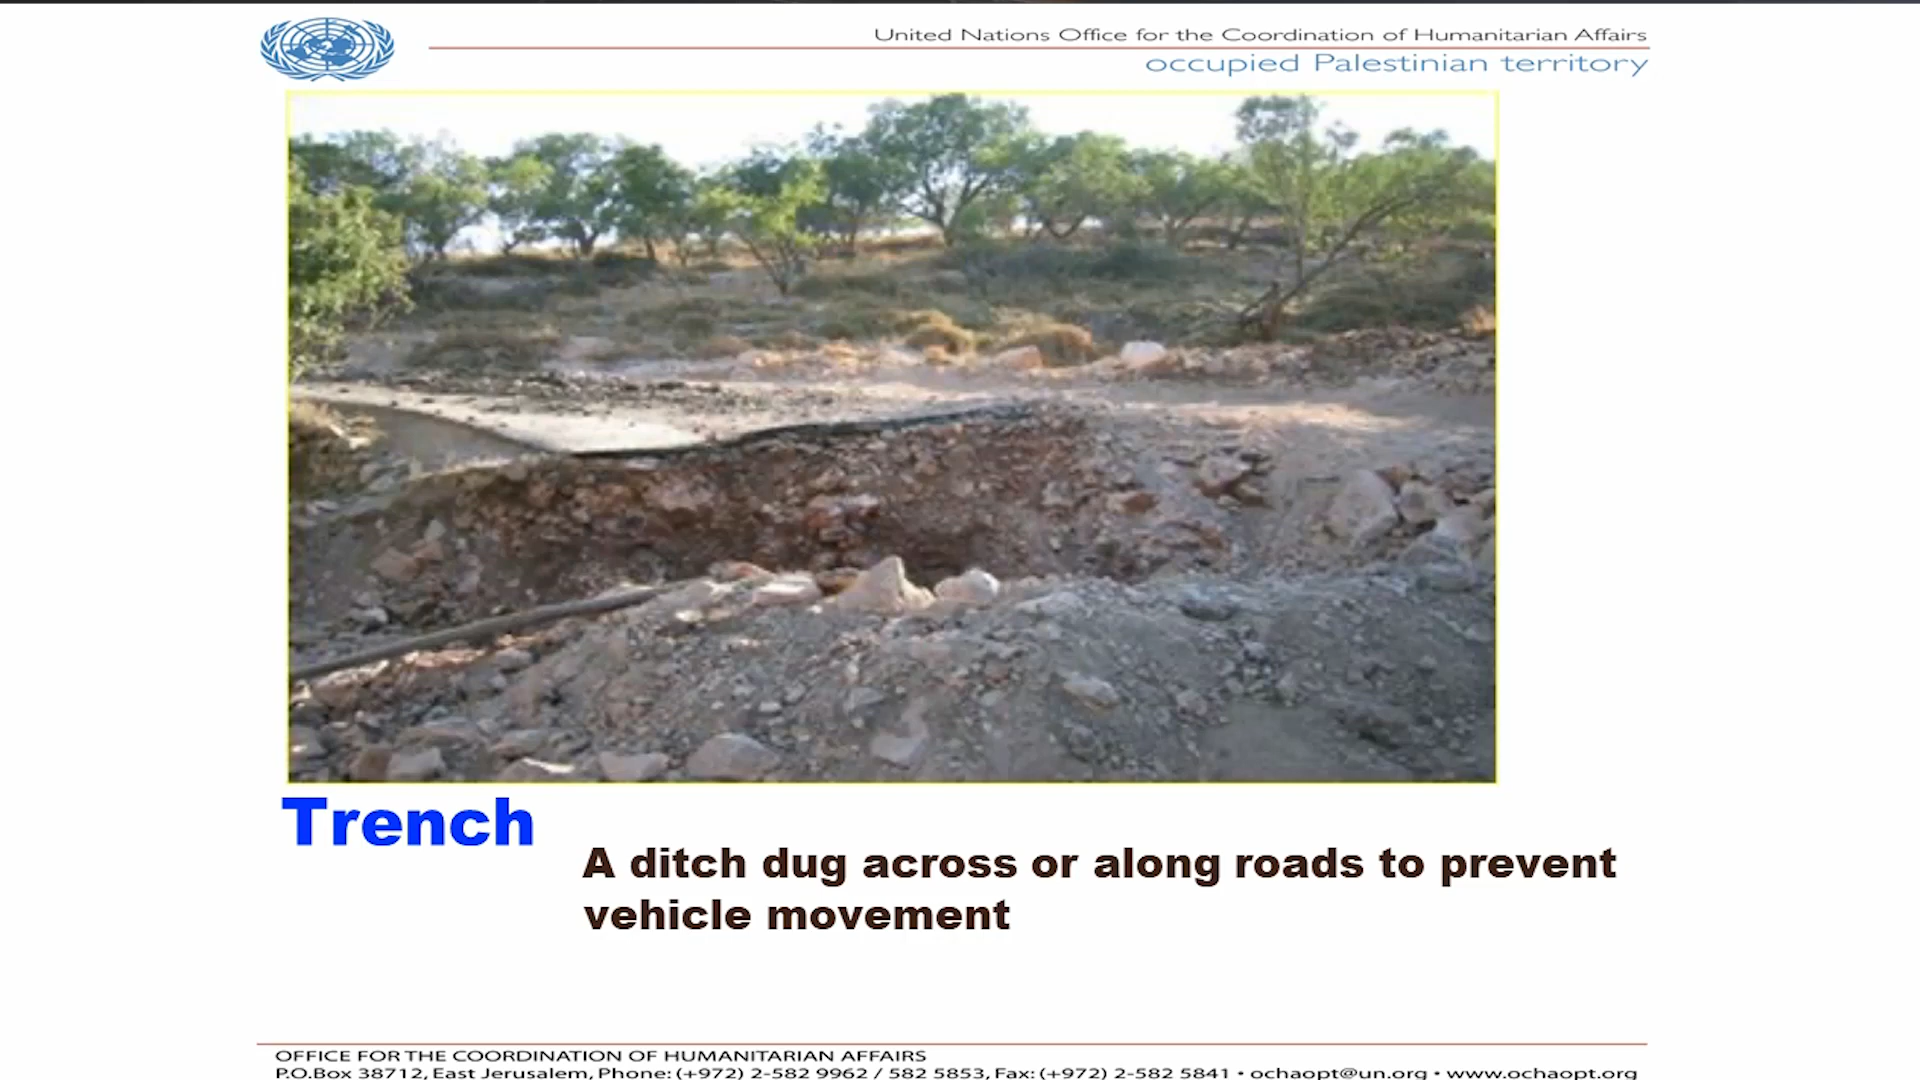 United Nations Office for the Coordination of Humanitarian Affairs
occupied Palestinian territory
Trench
A ditch dug across or along roads to prevent
vehicle movement
OFFICE FOR THE COORDINATION OF HUMANITARIAN AFFAIRS
P.O.Box 38712, East Jerusalem, Phone: (+972) 2-582 9962 / 582 5853, Fax: (+972) 2-582 5841 • ochaopt@un.org • www.ochaopt.org